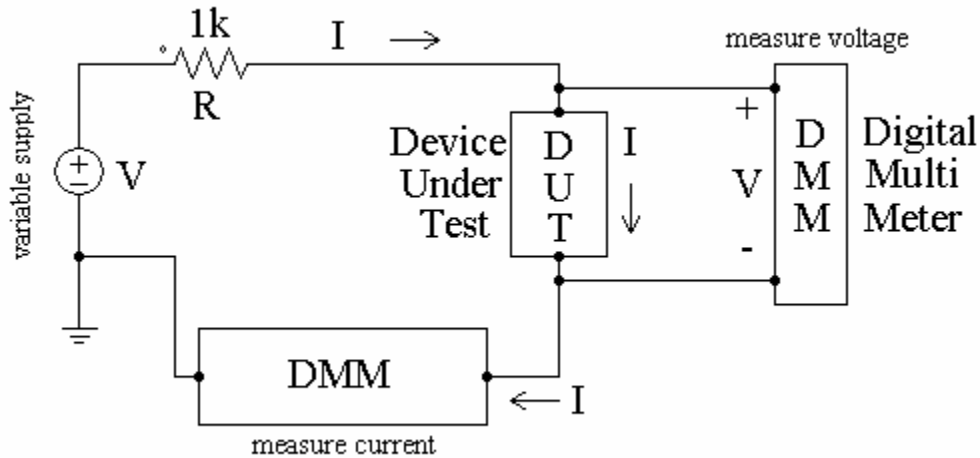 1k
R
I
variable supply
+
−
V
measure voltage
Device
Under
Test
D
U
T
I
+
V
-
D
M
M
Digital
Multi
Meter
DMM
I
measure current